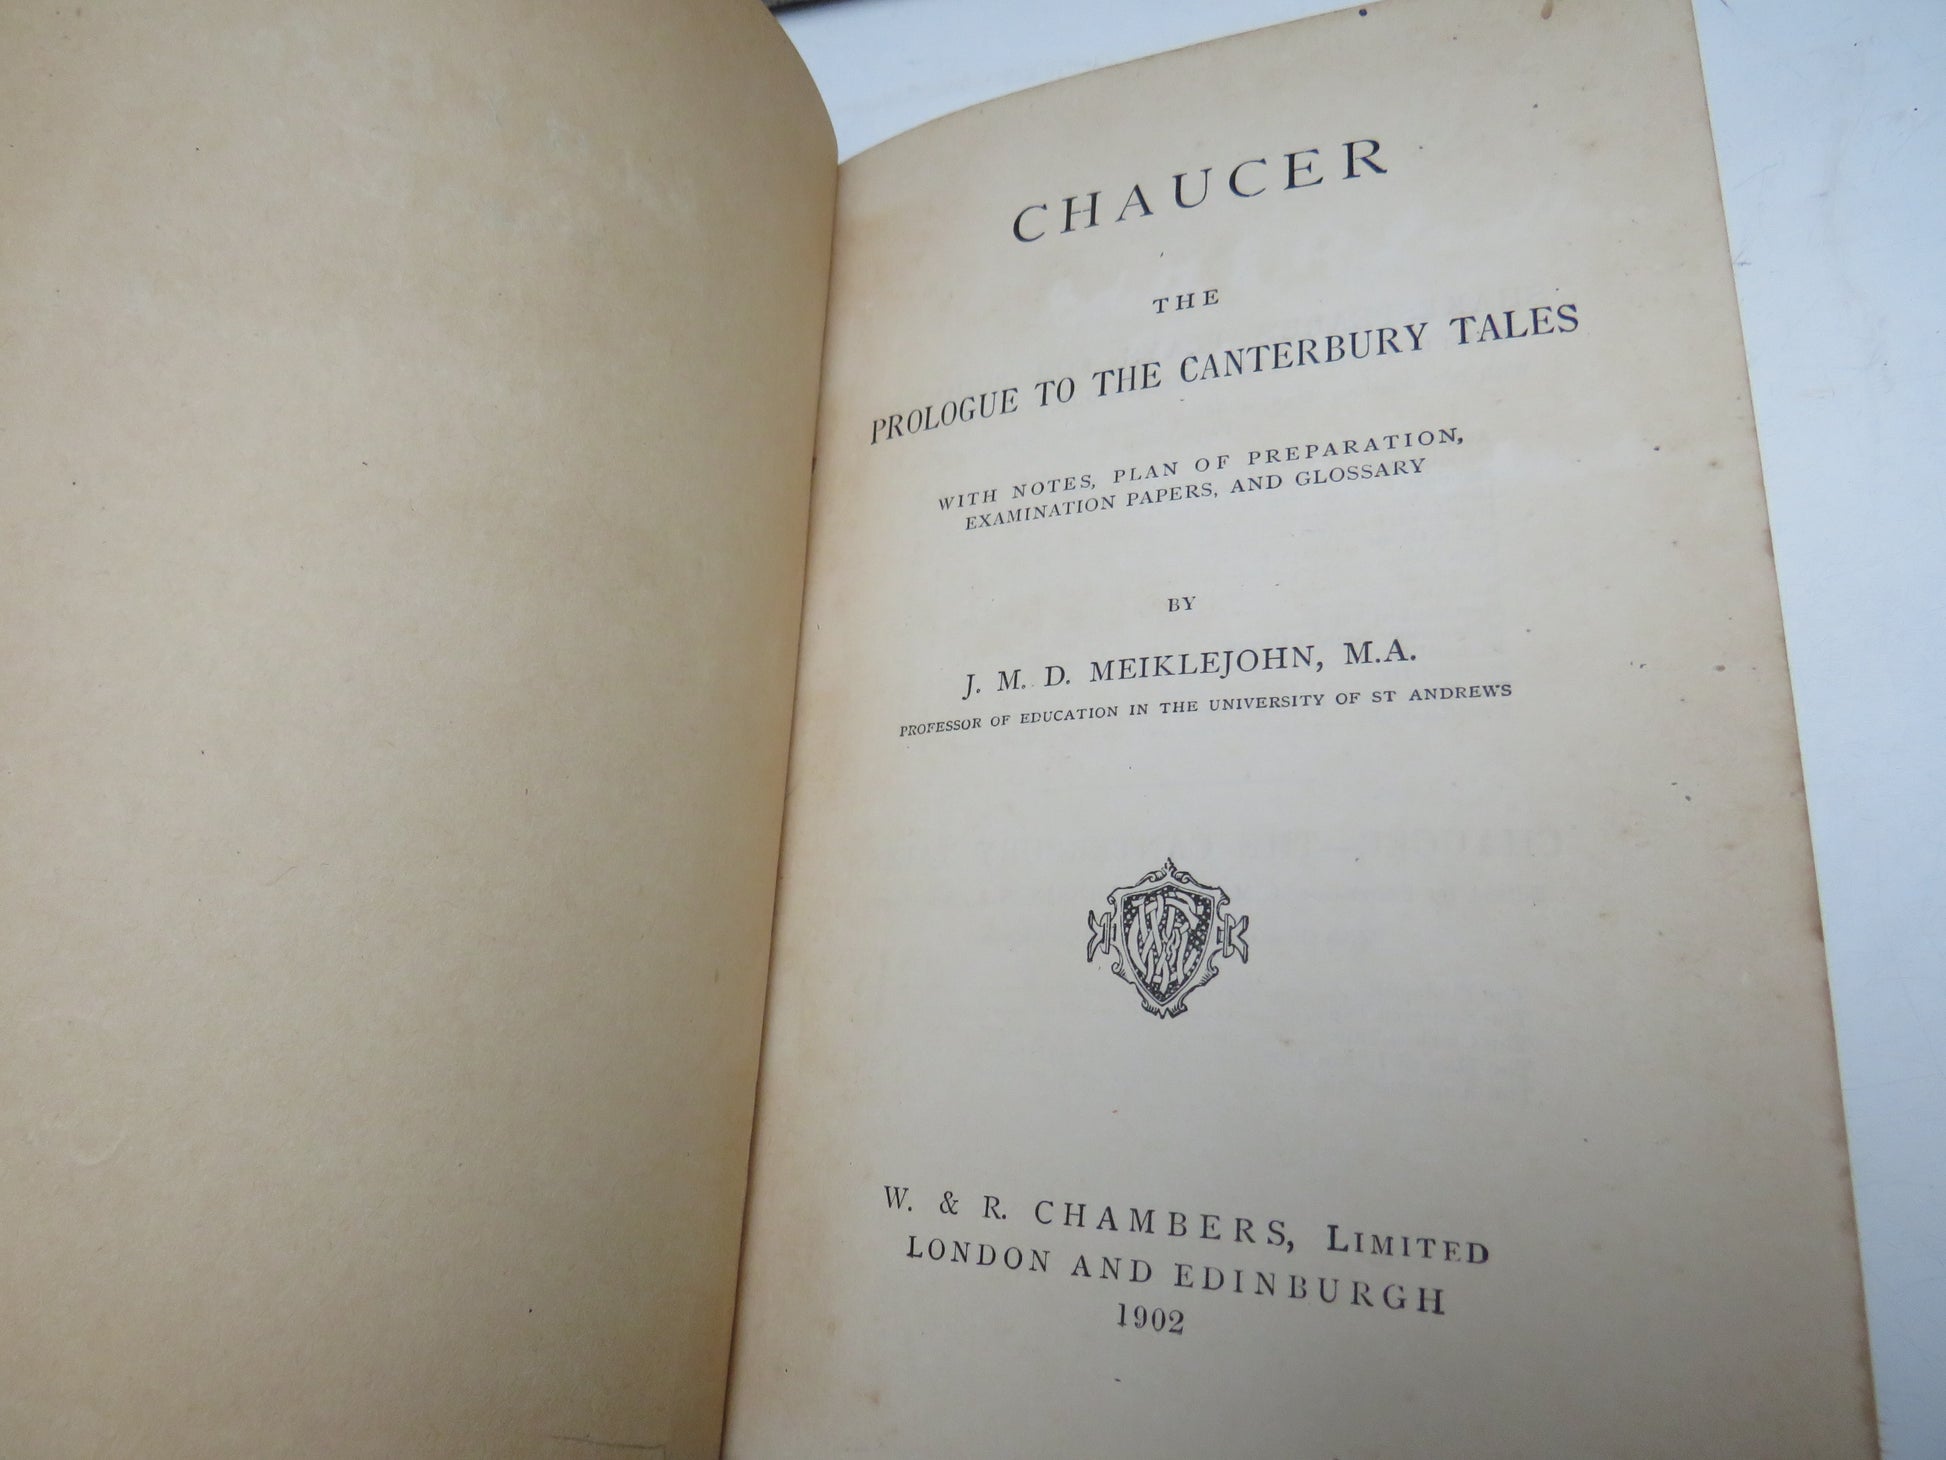 CHAUCER
THE
PROLOGUE TO THE CANTERBURY TALES
WITH NOTES, PLAN OF PREPARATION,
EXAMINATION PAPERS, AND GLOSSARY
BY
J. M. D. MEIKLEJOHN, M.A.
PROFESSOR OF EDUCATION IN THE UNIVERSITY OF ST ANDREWS
W. & R. CHAMBERS, LIMITED
LONDON AND EDINBURGH
1902